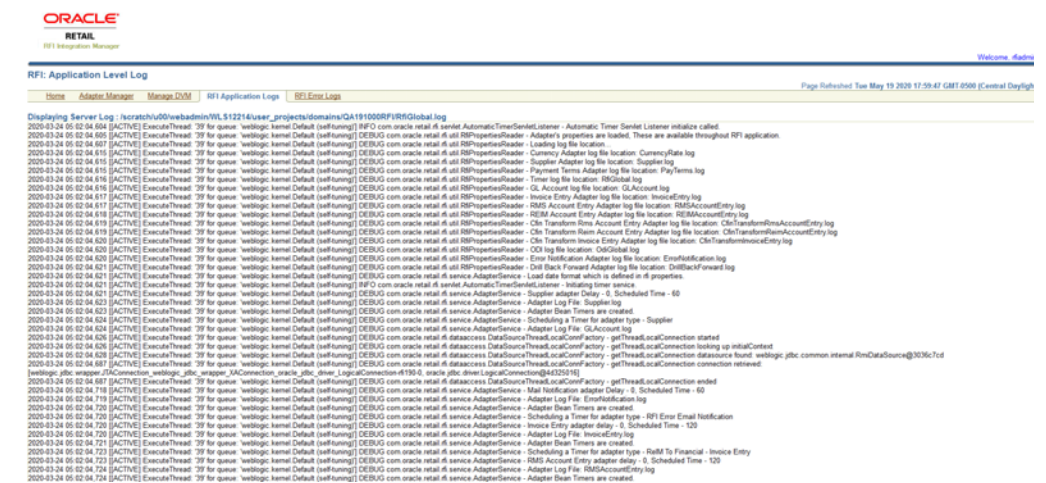 ORACLE
RETAIL
RFI Integration Manager
Welcome, rfiadmin
RFI: Application Level Log
Page Refreshed Tue May 19 2020 17:59:47 GMT-0500 (Central Dayligh
Home Adapter Manager Manage DVM RFI Application Logs RFI Error Logs
Displaying Server Log : /scratch/u00/webadmin/WLS12214/user_projects/domains/QA191000RFI/RfiGlobal.log
2020-03-24 05:02:04,604 [[ACTIVE] ExecuteThread: '39' for queue: 'weblogic.kernel.Default (self-tuning)'] INFO com.oracle.retail.rfi.servlet.AutomaticTimerServletListener - Automatic Timer Servlet Listener initialize called.
2020-03-24 05:02:04,605 [[ACTIVE] ExecuteThread: '39' for queue: 'weblogic.kernel.Default (self-tuning)'] DEBUG com.oracle.retail.rfi.util.RfiPropertiesReader - Adapter's properties are loaded, These are available throughout RFI application.
2020-03-24 05:02:04,607 [[ACTIVE] ExecuteThread: '39' for queue: 'weblogic.kernel.Default (self-tuning)'] DEBUG com.oracle.retail.rfi.util.RfiPropertiesReader - Loading log file location...
2020-03-24 05:02:04,615 [[ACTIVE] ExecuteThread: '39' for queue: 'weblogic.kernel.Default (self-tuning)'] DEBUG com.oracle.retail.rfi.util.RfiPropertiesReader - Currency Adapter log file location: CurrencyRate.log
2020-03-24 05:02:04,615 [[ACTIVE] ExecuteThread: '39' for queue: 'weblogic.kernel.Default (self-tuning)'] DEBUG com.oracle.retail.rfi.util.RfiPropertiesReader - Supplier Adapter log file location: Supplier.log
2020-03-24 05:02:04,615 [[ACTIVE] ExecuteThread: '39' for queue: 'weblogic.kernel.Default (self-tuning)'] DEBUG com.oracle.retail.rfi.util.RfiPropertiesReader - Payment Terms Adapter log file location: PayTerms.log
2020-03-24 05:02:04,616 [[ACTIVE] ExecuteThread: '39' for queue: 'weblogic.kernel.Default (self-tuning)'] DEBUG com.oracle.retail.rfi.util.RfiPropertiesReader - Timer log file location: RfiGlobal.log
2020-03-24 05:02:04,616 [[ACTIVE] ExecuteThread: '39' for queue: 'weblogic.kernel.Default (self-tuning)'] DEBUG com.oracle.retail.rfi.util.RfiPropertiesReader - GL Account log file location: GLAccount.log
2020-03-24 05:02:04,617 [[ACTIVE] ExecuteThread: '39' for queue: 'weblogic.kernel.Default (self-tuning)'] DEBUG com.oracle.retail.rfi.util.RfiPropertiesReader - Invoice Entry Adapter log file location: InvoiceEntry.log
2020-03-24 05:02:04,617 [[ACTIVE] ExecuteThread: '39' for queue: 'weblogic.kernel.Default (self-tuning)'] DEBUG com.oracle.retail.rfi.util.RfiPropertiesReader - RMS Account Entry Adapter log file location: RMSAccountEntry.log
2020-03-24 05:02:04,618 [[ACTIVE] ExecuteThread: '39' for queue: 'weblogic.kernel.Default (self-tuning)'] DEBUG com.oracle.retail.rfi.util.RfiPropertiesReader - REIM Account Entry Adapter log file location: REIMAccountEntry.log
2020-03-24 05:02:04,619 [[ACTIVE] ExecuteThread: '39' for queue: 'weblogic.kernel.Default (self-tuning)'] DEBUG com.oracle.retail.rfi.util.RfiPropertiesReader - Cfin Transform Rms Account Entry Adapter log file location: CfinTransformRmsAccountEntry.log
2020-03-24 05:02:04,619 [[ACTIVE] ExecuteThread: '39' for queue: 'weblogic.kernel.Default (self-tuning)'] DEBUG com.oracle.retail.rfi.util.RfiPropertiesReader - Cfin Transform Reim Account Entry Adapter log file location: CfinTransformReimAccountEntry.log
2020-03-24 05:02:04,620 [[ACTIVE] ExecuteThread: '39' for queue: 'weblogic.kernel.Default (self-tuning)'] DEBUG com.oracle.retail.rfi.util.RfiPropertiesReader - Cfin Transform Invoice Entry Adapter log file location: CfinTransformInvoiceEntry.log
2020-03-24 05:02:04,620 [[ACTIVE] ExecuteThread: '39' for queue: 'weblogic.kernel.Default (self-tuning)'] DEBUG com.oracle.retail.rfi.util.RfiPropertiesReader - ODI log file location: OdiGlobal.log
2020-03-24 05:02:04,620 [[ACTIVE] ExecuteThread: '39' for queue: 'weblogic.kernel.Default (self-tuning)'] DEBUG com.oracle.retail.rfi.util.RfiPropertiesReader - Error Notification Adapter log file location: ErrorNotification.log
2020-03-24 05:02:04,621 [[ACTIVE] ExecuteThread: '39' for queue: 'weblogic.kernel.Default (self-tuning)'] DEBUG com.oracle.retail.rfi.util.RfiPropertiesReader - Drill Back Forward Adapter log file location: DrillBackForward.log
2020-03-24 05:02:04,621 [[ACTIVE] ExecuteThread: '39' for queue: 'weblogic.kernel.Default (self-tuning)'] DEBUG com.oracle.retail.rfi.service.AdapterService - Load date format which is defined in rfi.properties.
2020-03-24 05:02:04,621 [[ACTIVE] ExecuteThread: '39' for queue: 'weblogic.kernel.Default (self-tuning)'] INFO com.oracle.retail.rfi.servlet.AutomaticTimerServletListener - Initiating timer service.
2020-03-24 05:02:04,621 [[ACTIVE] ExecuteThread: '39' for queue: 'weblogic.kernel.Default (self-tuning)'] DEBUG com.oracle.retail.rfi.service.AdapterService - Supplier adapter Delay - 0, Scheduled Time - 60
2020-03-24 05:02:04,623 [[ACTIVE] ExecuteThread: '39' for queue: 'weblogic.kernel.Default (self-tuning)'] DEBUG com.oracle.retail.rfi.service.AdapterService - Adapter Log File: Supplier.log
2020-03-24 05:02:04,623 [[ACTIVE] ExecuteThread: '39' for queue: 'weblogic.kernel.Default (self-tuning)'] DEBUG com.oracle.retail.rfi.service.AdapterService - Adapter Bean Timers are created.
2020-03-24 05:02:04,624 [[ACTIVE] ExecuteThread: '39' for queue: 'weblogic.kernel.Default (self-tuning)'] DEBUG com.oracle.retail.rfi.service.AdapterService - Scheduling a Timer for adapter type - Supplier
2020-03-24 05:02:04,624 [[ACTIVE] ExecuteThread: '39' for queue: 'weblogic.kernel.Default (self-tuning)'] DEBUG com.oracle.retail.rfi.service.AdapterService - Adapter Log File: GLAccount.log
2020-03-24 05:02:04,626 [[ACTIVE] ExecuteThread: '39' for queue: 'weblogic.kernel.Default (self-tuning)'] DEBUG com.oracle.retail.rfi.dataaccess.DataSourceThreadLocalConnFactory - getThreadLocalConnection started
2020-03-24 05:02:04,626 [[ACTIVE] ExecuteThread: '39' for queue: 'weblogic.kernel.Default (self-tuning)'] DEBUG com.oracle.retail.rfi.dataaccess.DataSourceThreadLocalConnFactory - getThreadLocalConnection looking up initialContext
2020-03-24 05:02:04,628 [[ACTIVE] ExecuteThread: '39' for queue: 'weblogic.kernel.Default (self-tuning)'] DEBUG com.oracle.retail.rfi.dataaccess.DataSourceThreadLocalConnFactory - getThreadLocalConnection datasource found: weblogic.jdbc.common.internal.RmiDataSource@3036c7cd
2020-03-24 05:02:04,687 [[ACTIVE] ExecuteThread: '39' for queue: 'weblogic.kernel.Default (self-tuning)'] DEBUG com.oracle.retail.rfi.dataaccess.DataSourceThreadLocalConnFactory - getThreadLocalConnection connection retrieved:
[weblogic.jdbc.wrapper.JTAConnection_weblogic_jdbc_wrapper_XAConnection_oracle_jdbc_driver_LogicalConnection-rfi190-0, oracle.jdbc.driver.LogicalConnection@4d325016]
2020-03-24 05:02:04,687 [[ACTIVE] ExecuteThread: '39' for queue: 'weblogic.kernel.Default (self-tuning)'] DEBUG com.oracle.retail.rfi.dataaccess.DataSourceThreadLocalConnFactory - getThreadLocalConnection ended
2020-03-24 05:02:04,718 [[ACTIVE] ExecuteThread: '39' for queue: 'weblogic.kernel.Default (self-tuning)'] DEBUG com.oracle.retail.rfi.service.AdapterService - Mail Notification adapter Delay - 0, Scheduled Time - 60
2020-03-24 05:02:04,719 [[ACTIVE] ExecuteThread: '39' for queue: 'weblogic.kernel.Default (self-tuning)'] DEBUG com.oracle.retail.rfi.service.AdapterService - Adapter Log File: ErrorNotification.log
2020-03-24 05:02:04,720 [[ACTIVE] ExecuteThread: '39' for queue: 'weblogic.kernel.Default (self-tuning)'] DEBUG com.oracle.retail.rfi.service.AdapterService - Adapter Bean Timers are created.
2020-03-24 05:02:04,720 [[ACTIVE] ExecuteThread: '39' for queue: 'weblogic.kernel.Default (self-tuning)'] DEBUG com.oracle.retail.rfi.service.AdapterService - Scheduling a Timer for adapter type - RFI Error Email Notification
2020-03-24 05:02:04,720 [[ACTIVE] ExecuteThread: '39' for queue: 'weblogic.kernel.Default (self-tuning)'] DEBUG com.oracle.retail.rfi.service.AdapterService - Invoice Entry adapter delay - 0, Scheduled Time - 120
2020-03-24 05:02:04,720 [[ACTIVE] ExecuteThread: '39' for queue: 'weblogic.kernel.Default (self-tuning)'] DEBUG com.oracle.retail.rfi.service.AdapterService - Adapter Log File: InvoiceEntry.log
2020-03-24 05:02:04,721 [[ACTIVE] ExecuteThread: '39' for queue: 'weblogic.kernel.Default (self-tuning)'] DEBUG com.oracle.retail.rfi.service.AdapterService - Adapter Bean Timers are created.
2020-03-24 05:02:04,723 [[ACTIVE] ExecuteThread: '39' for queue: 'weblogic.kernel.Default (self-tuning)'] DEBUG com.oracle.retail.rfi.service.AdapterService - Scheduling a Timer for adapter type - ReIM To Financial - Invoice Entry
2020-03-24 05:02:04,723 [[ACTIVE] ExecuteThread: '39' for queue: 'weblogic.kernel.Default (self-tuning)'] DEBUG com.oracle.retail.rfi.service.AdapterService - RMS Account Entry adapter delay - 0, Scheduled Time - 120
2020-03-24 05:02:04,724 [[ACTIVE] ExecuteThread: '39' for queue: 'weblogic.kernel.Default (self-tuning)'] DEBUG com.oracle.retail.rfi.service.AdapterService - Adapter Log File: RMSAccountEntry.log
2020-03-24 05:02:04,724 [[ACTIVE] ExecuteThread: '39' for queue: 'weblogic.kernel.Default (self-tuning)'] DEBUG com.oracle.retail.rfi.service.AdapterService - Adapter Bean Timers are created.